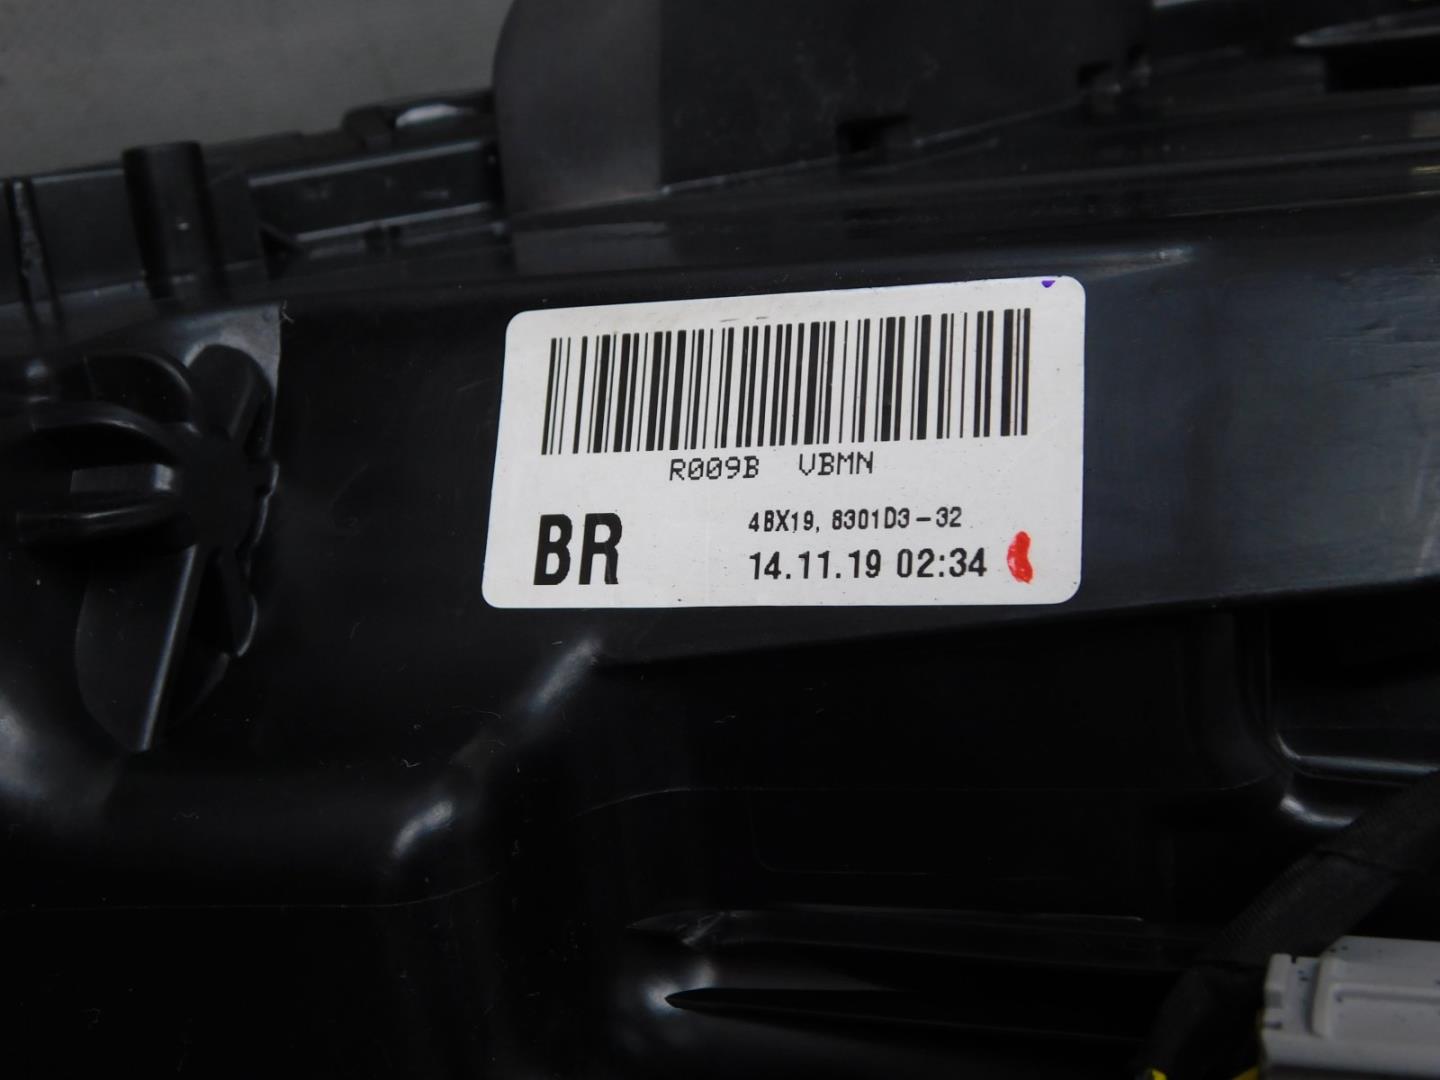 R009B VBMN
BR
4BX19, 8301D3-32
14.11.19 02:34